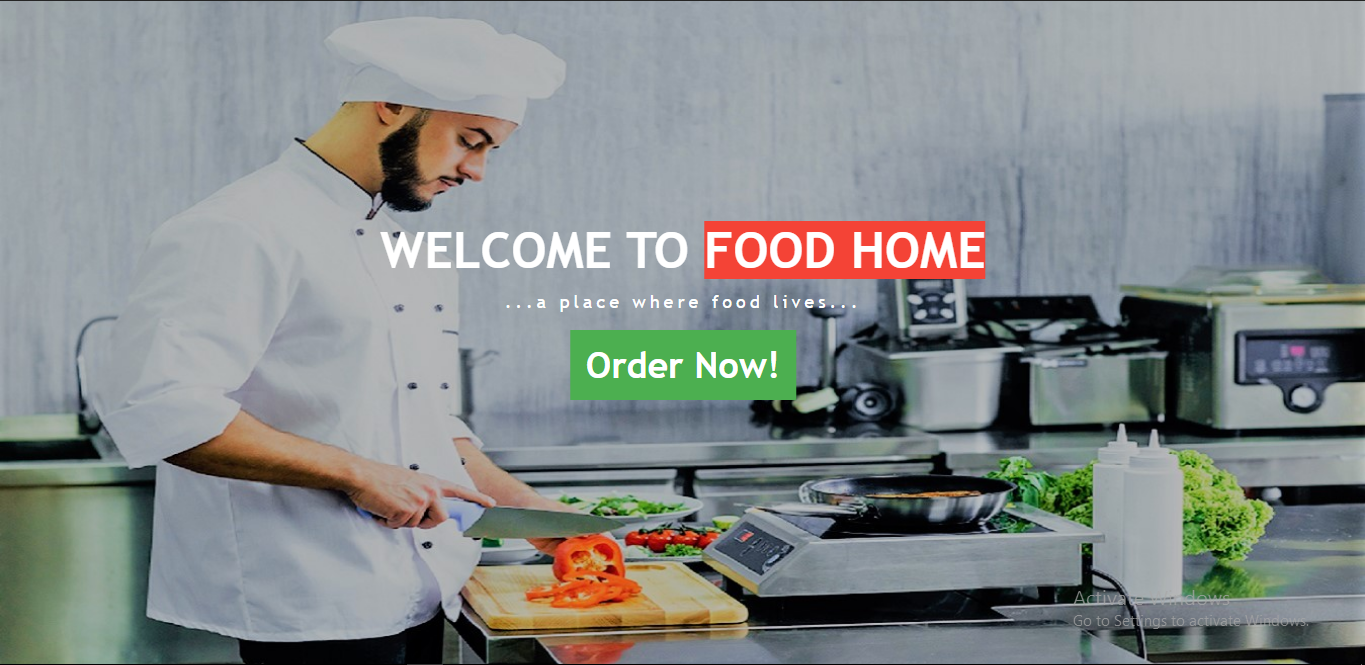 WELCOME TO FOOD HOME
...a place where food lives...
Order Now!
Activate Windows
Go to Settings to activate Windows.